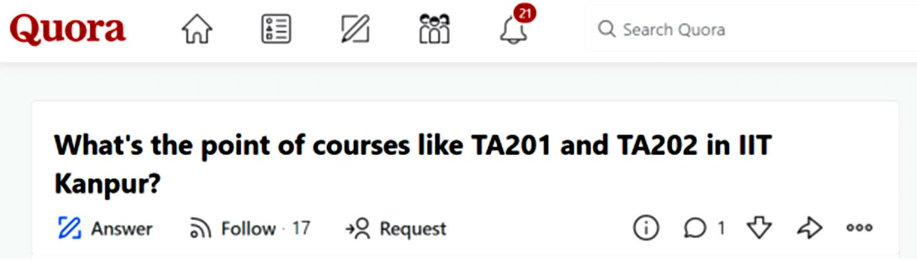 Quora 21 Search Quora
What's the point of courses like TA201 and TA202 in IIT
Kanpur?
Answer Follow · 17 Request 1